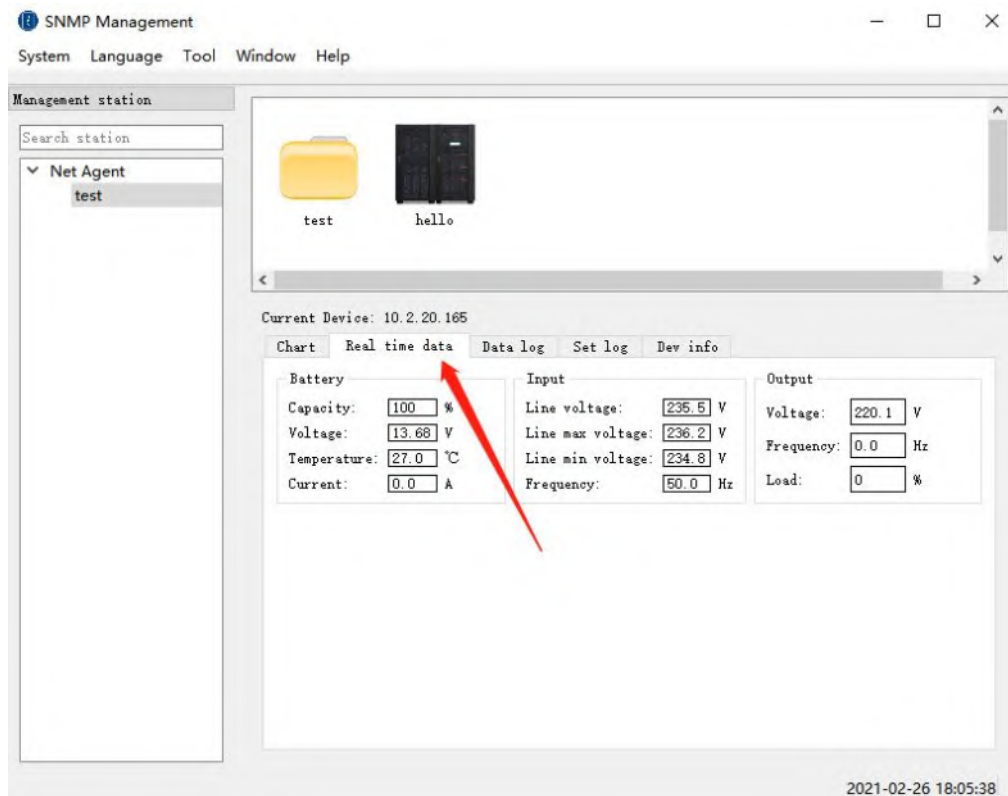 SNMP Management
System Language Tool Window Help
Management station
Search station
Net Agent
test
test
hello
Current Device: 10.2.20.165
Chart Real time data Data log Set log Dev info
Battery
Capacity: 100 %
Voltage: 13.68 V
Temperature: 27.0 ℃
Current: 0.0 A
Input
Line voltage: 235.5 V
Line max voltage: 236.2 V
Line min voltage: 234.8 V
Frequency: 50.0 Hz
Output
Voltage: 220.1 V
Frequency: 0.0 Hz
Load: 0 %
2021-02-26 18:05:38